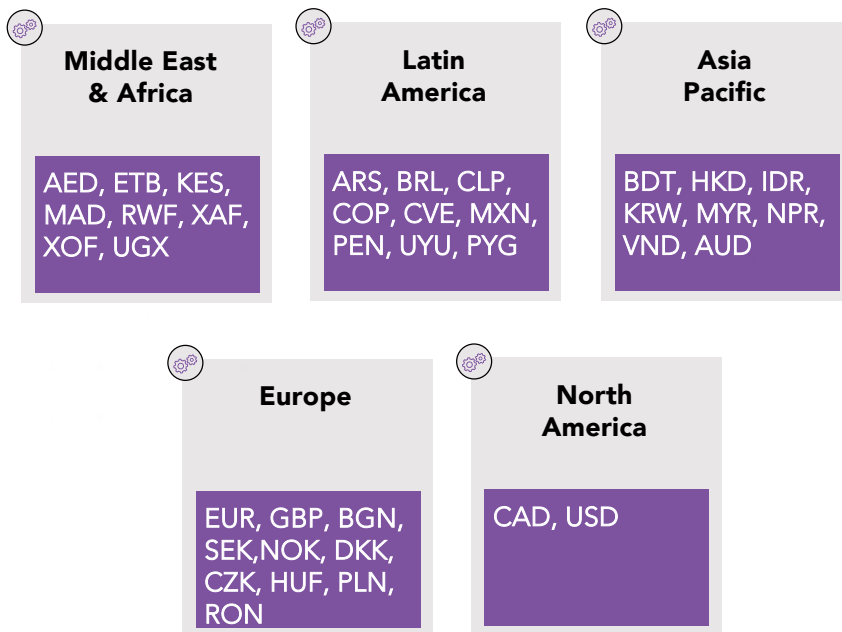 Middle East
& Africa
AED, ETB, KES,
MAD, RWF, XAF,
XOF, UGX
Latin
America
ARS, BRL, CLP,
COP, CVE, MXN,
PEN, UYU, PYG
Asia
Pacific
BDT, HKD, IDR,
KRW, MYR, NPR,
VND, AUD
Europe
EUR, GBP, BGN,
SEK,NOK, DKK,
CZK, HUF, PLN,
RON
North
America
CAD, USD